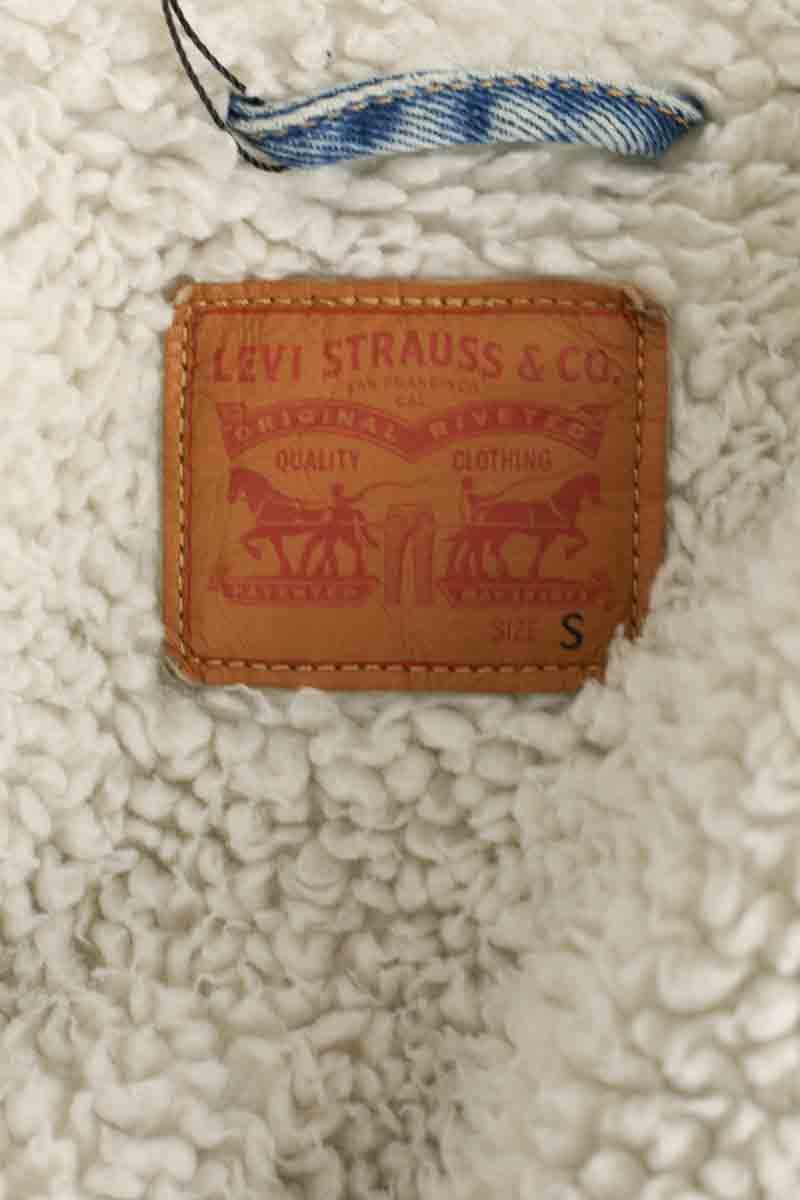 LEVI STRAUSS & CO.
SAN FRANCISCO
CAL
ORIGINAL RIVETED
QUALITY CLOTHING
SIZE S